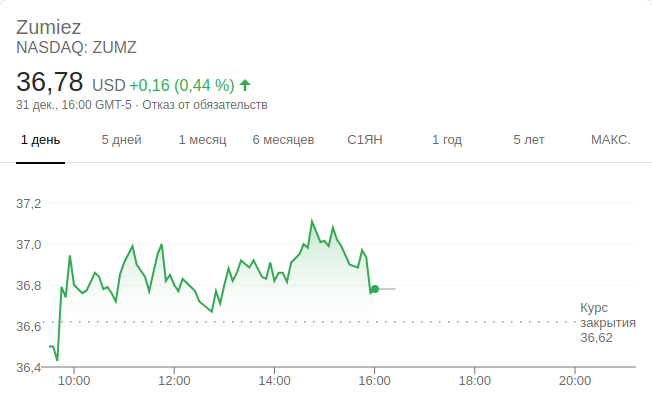 Zumiez
NASDAQ: ZUMZ
36,78 USD +0,16 (0,44 %)
31 дек., 16:00 GMT-5 · Отказ от обязательств
1 день 5 дней 1 месяц 6 месяцев С1ЯН 1 год 5 лет МАКС.
37,2
37,0
36,8
36,6
36,4
Курс
закрытия
36,62
10:00 12:00 14:00 16:00 18:00 20:00